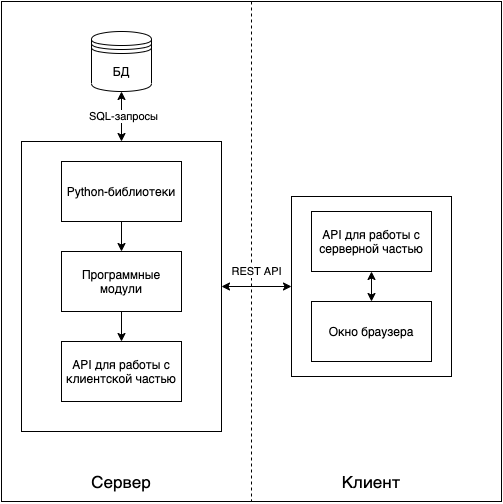 БД
SQL-запросы
Python-библиотеки
Программные
модули
API для работы с
клиентской частью
REST API
API для работы с
серверной частью
Окно браузера
Сервер
Клиент